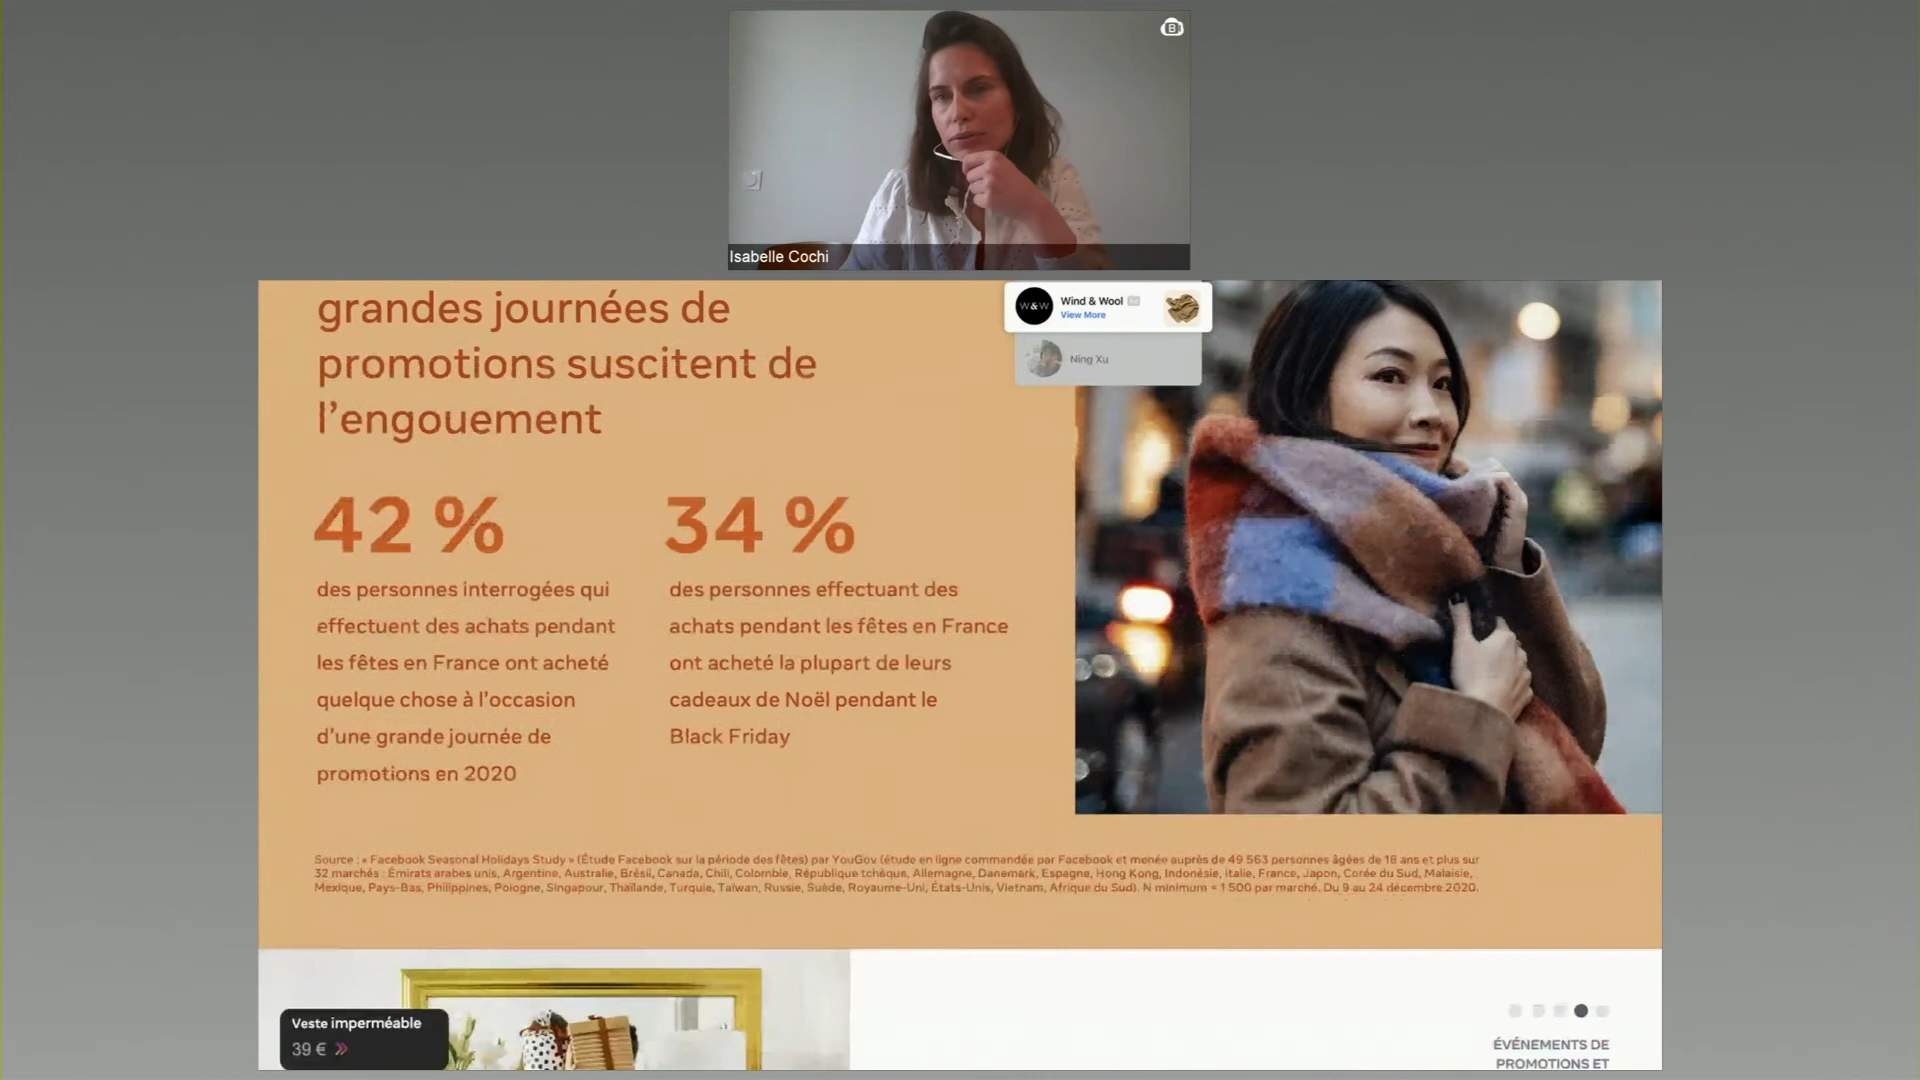 B
Isabelle Cochi
grandes journées de
promotions suscitent de
l'engouement
W&W
Wind & Wool
View More
Ning Xu
42 %
des personnes interrogées qui
effectuent des achats pendant
les fêtes en France ont acheté
quelque chose à l'occasion
d'une grande journée de
promotions en 2020
34 %
des personnes effectuant des
achats pendant les fêtes en France
ont acheté la plupart de leurs
cadeaux de Noël pendant le
Black Friday
Source : « Facebook Seasonal Holidays Study » (Étude Facebook sur la période des fêtes) par YouGov (étude en ligne commandée par Facebook et menée auprès de 49 563 personnes âgées de 18 ans et plus sur
32 marchés : Émirats arabes unis, Argentine, Australie, Brésil, Canada, Chili, Colombie, République tchèque, Allemagne, Danemark, Espagne, Hong Kong, Indonésie, Italie, France, Japon, Corée du Sud, Malaisie,
Mexique, Pays-Bas, Philippines, Pologne, Singapour, Thaïlande, Turquie, Taïwan, Russie, Suède, Royaume-Uni, États-Unis, Vietnam, Afrique du Sud). N minimum = 1 500 par marché. Du 9 au 24 décembre 2020.
Veste imperméable
39 €
ÉVÉNEMENTS DE
PROMOTIONS ET